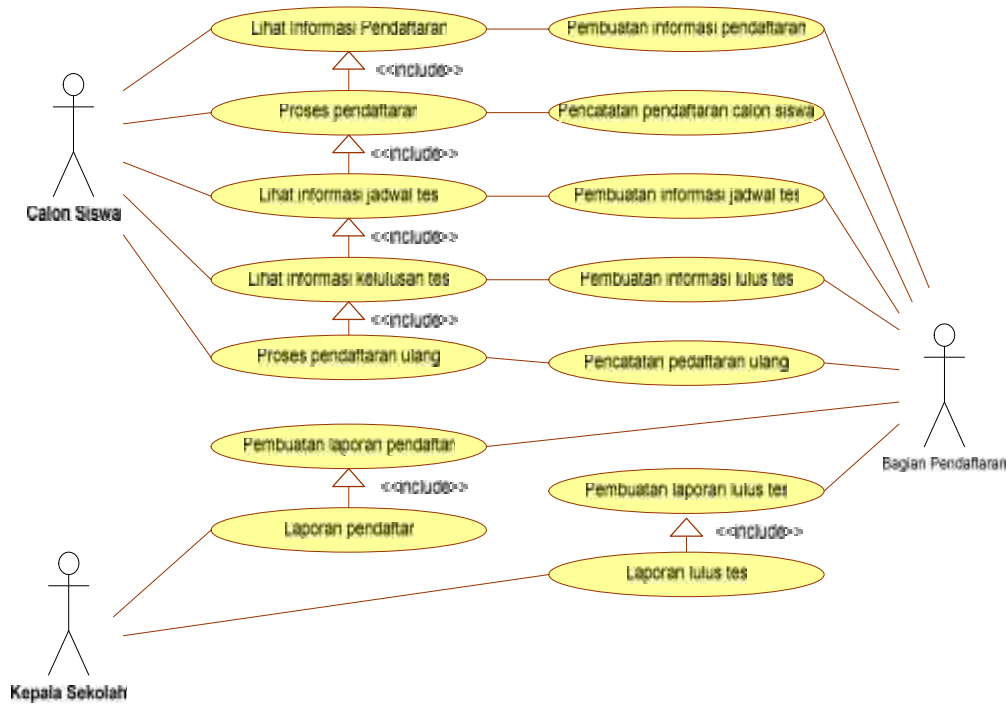 Lihat Informasi Pendaftaran
Pembuatan informasi pendaftaran
<<include>>
Proses pendaftaran
Pencatatan pendaftaran calon siswa
<<include>>
Lihat informasi jadwal tes
Pembuatan informasi jadwal tes
Calon Siswa
<<include>>
Lihat informasi kelulusan tes
Pembuatan informasi lulus tes
<<include>>
Proses pendaftaran ulang
Pencatatan pedaftaran ulang
Pembuatan laporan pendaftar
Bagian Pendaftaran
<<include>>
Pembuatan laporan lulus tes
Laporan pendaftar
<<include>>
Laporan lulus tes
Kepala Sekolah